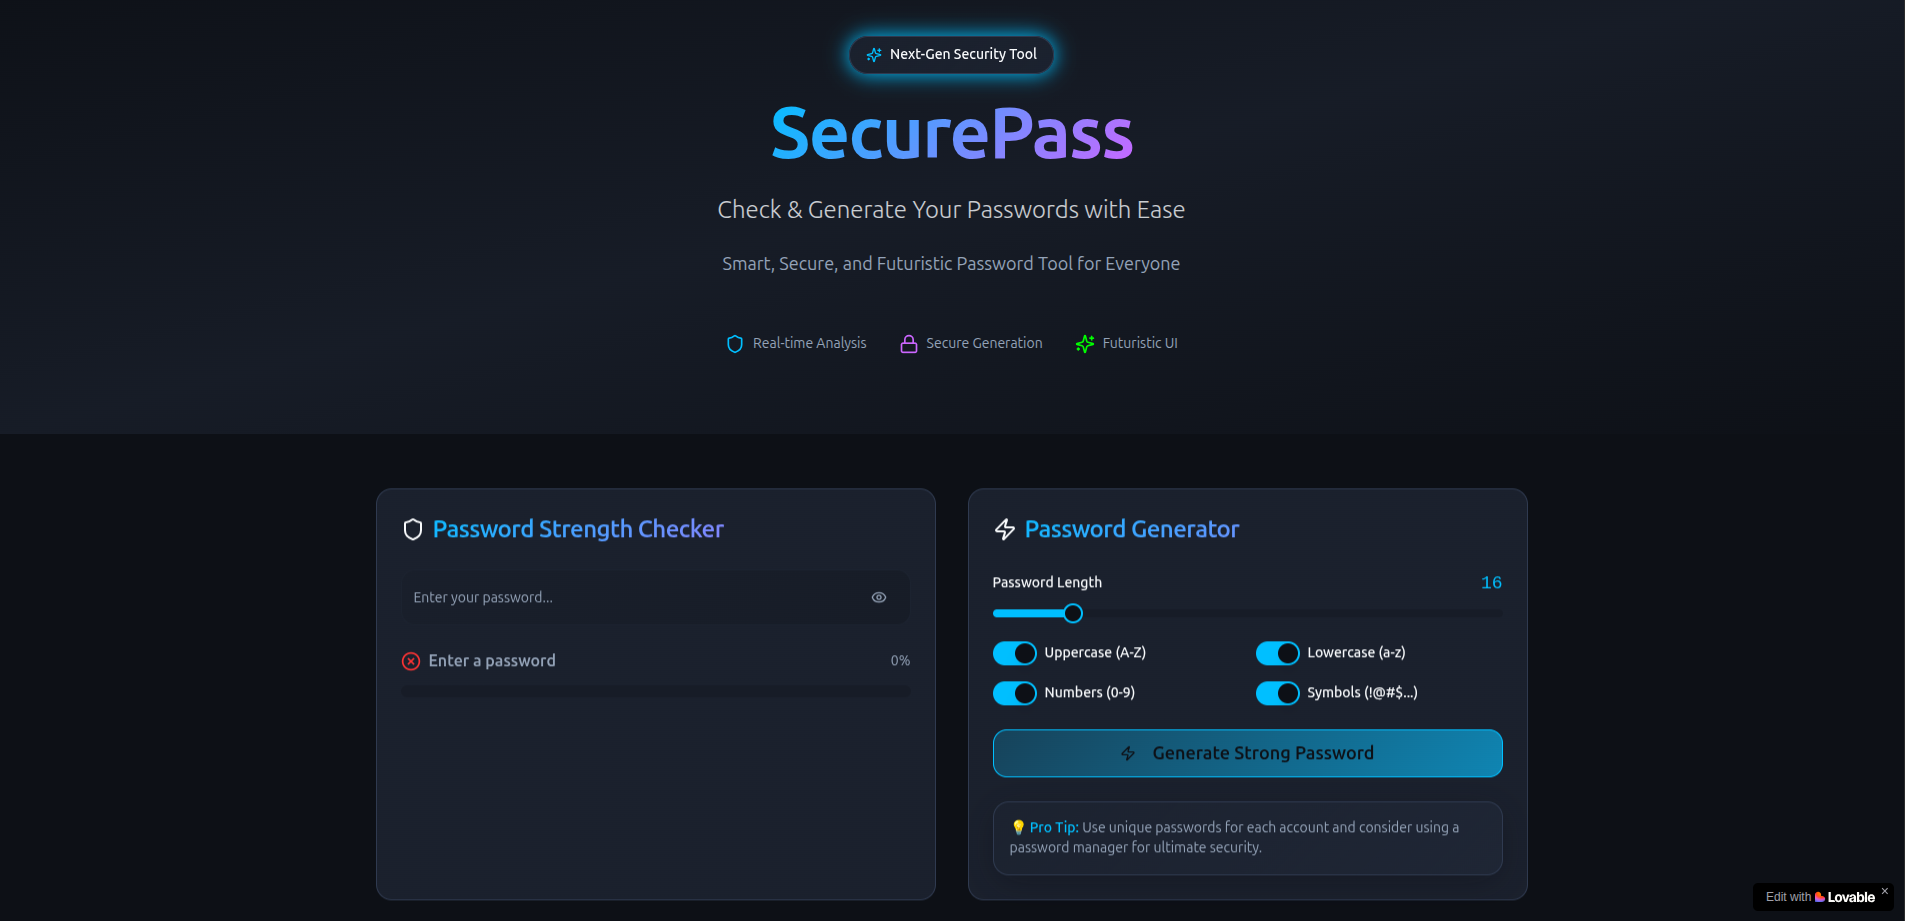 Next-Gen Security Tool
SecurePass
Check & Generate Your Passwords with Ease
Smart, Secure, and Futuristic Password Tool for Everyone
Real-time Analysis
Secure Generation
Futuristic UI
Password Strength Checker
Enter your password...
Enter a password
0%
Password Generator
Password Length
16
Uppercase (A-Z)
Lowercase (a-z)
Numbers (0-9)
Symbols (!@#$...)
Generate Strong Password
Pro Tip: Use unique passwords for each account and consider using a
password manager for ultimate security.
Edit with Lovable